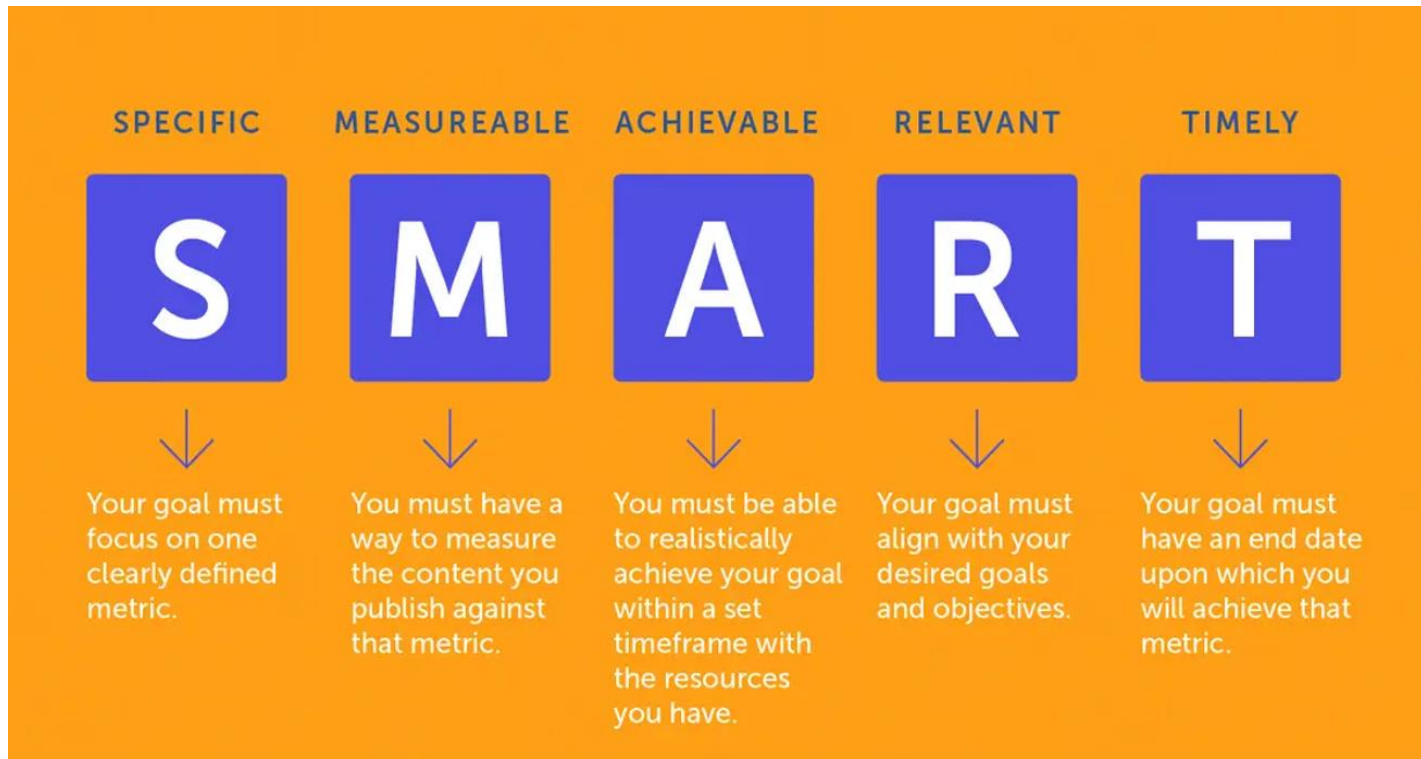 SPECIFIC
MEASUREABLE
ACHIEVABLE
RELEVANT
TIMELY
S
M
A
R
T
Your goal must
focus on one
clearly defined
metric.
You must have a
way to measure
the content you
publish against
that metric.
You must be able
to realistically
achieve your goal
within a set
timeframe with
the resources
you have.
Your goal must
align with your
desired goals
and objectives.
Your goal must
have an end date
upon which you
will achieve that
metric.